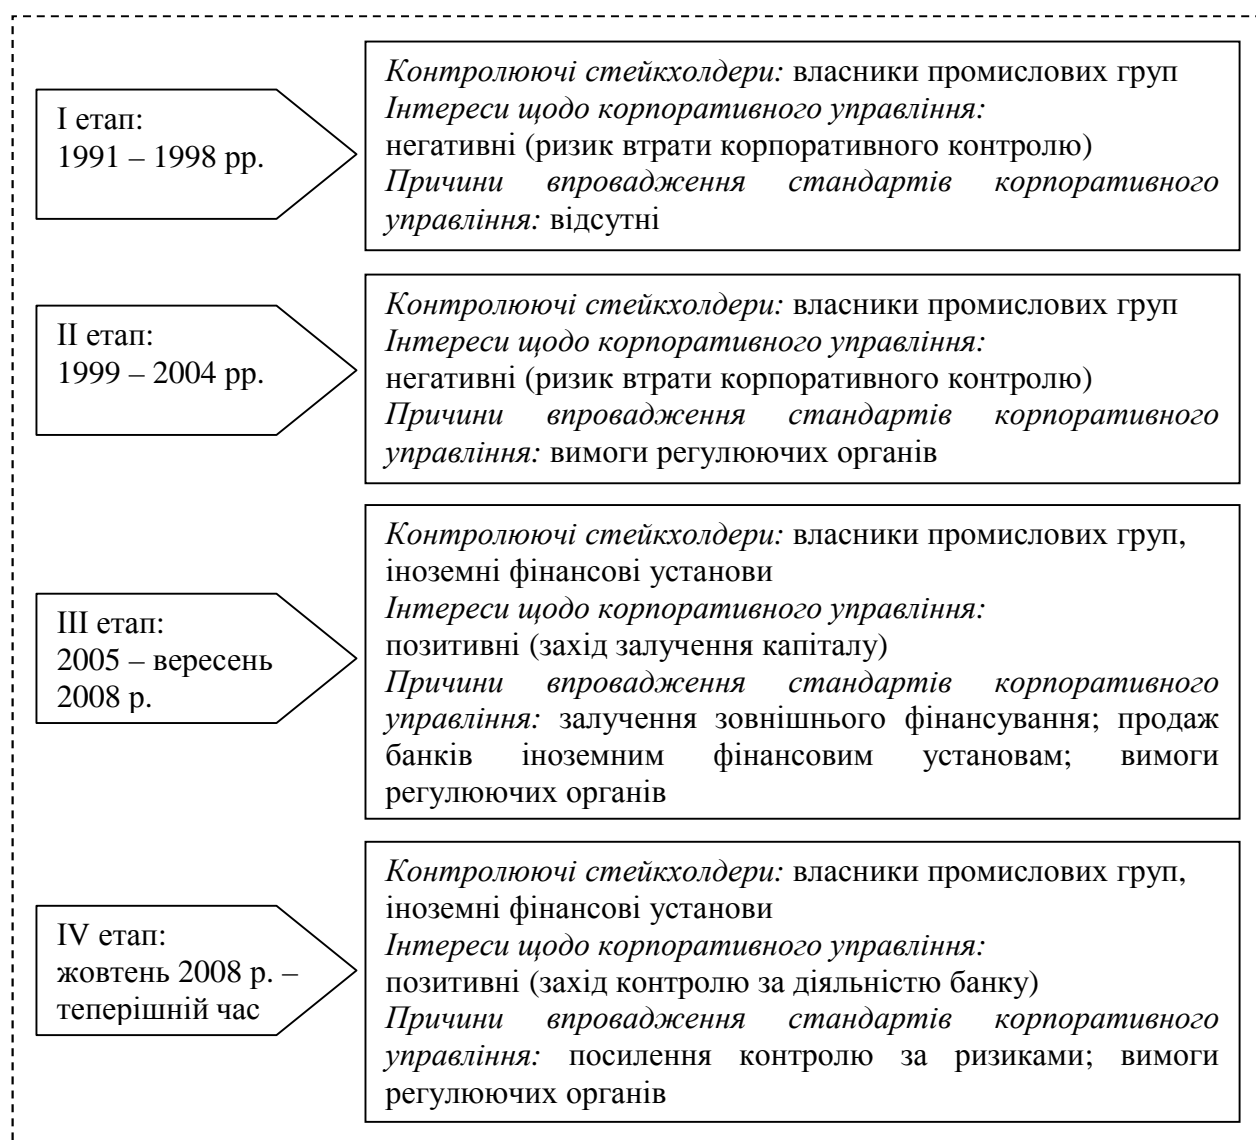 I етап:
1991 – 1998 рр.
Контролюючі стейкхолдери: власники промислових груп
Інтереси щодо корпоративного управління:
негативні (ризик втрати корпоративного контролю)
Причини впровадження стандартів корпоративного
управління: відсутні
II етап:
1999 – 2004 рр.
Контролюючі стейкхолдери: власники промислових груп
Інтереси щодо корпоративного управління:
негативні (ризик втрати корпоративного контролю)
Причини впровадження стандартів корпоративного
управління: вимоги регулюючих органів
III етап:
2005 – вересень
2008 р.
Контролюючі стейкхолдери: власники промислових груп,
іноземні фінансові установи
Інтереси щодо корпоративного управління:
позитивні (захід залучення капіталу)
Причини впровадження стандартів корпоративного
управління: залучення зовнішнього фінансування; продаж
банків іноземним фінансовим установам; вимоги
регулюючих органів
IV етап:
жовтень 2008 р. –
теперішній час
Контролюючі стейкхолдери: власники промислових груп,
іноземні фінансові установи
Інтереси щодо корпоративного управління:
позитивні (захід контролю за діяльністю банку)
Причини впровадження стандартів корпоративного
управління: посилення контролю за ризиками; вимоги
регулюючих органів